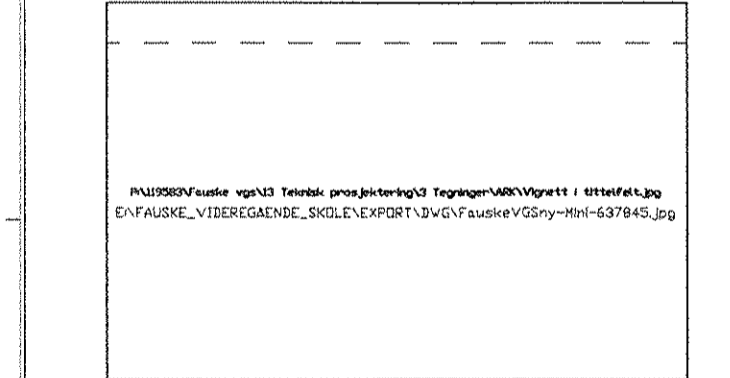 P:\119583\Fauske vgs\13 Teknisk prosjektering\3 Tegninger\ARK\Vignett i tittelfelt.jpg
E:\FAUSKE_VIDEREGAENDE_SKOLE\EXPORT\DWG\FauskeVGSny-Mini-637845.jpg